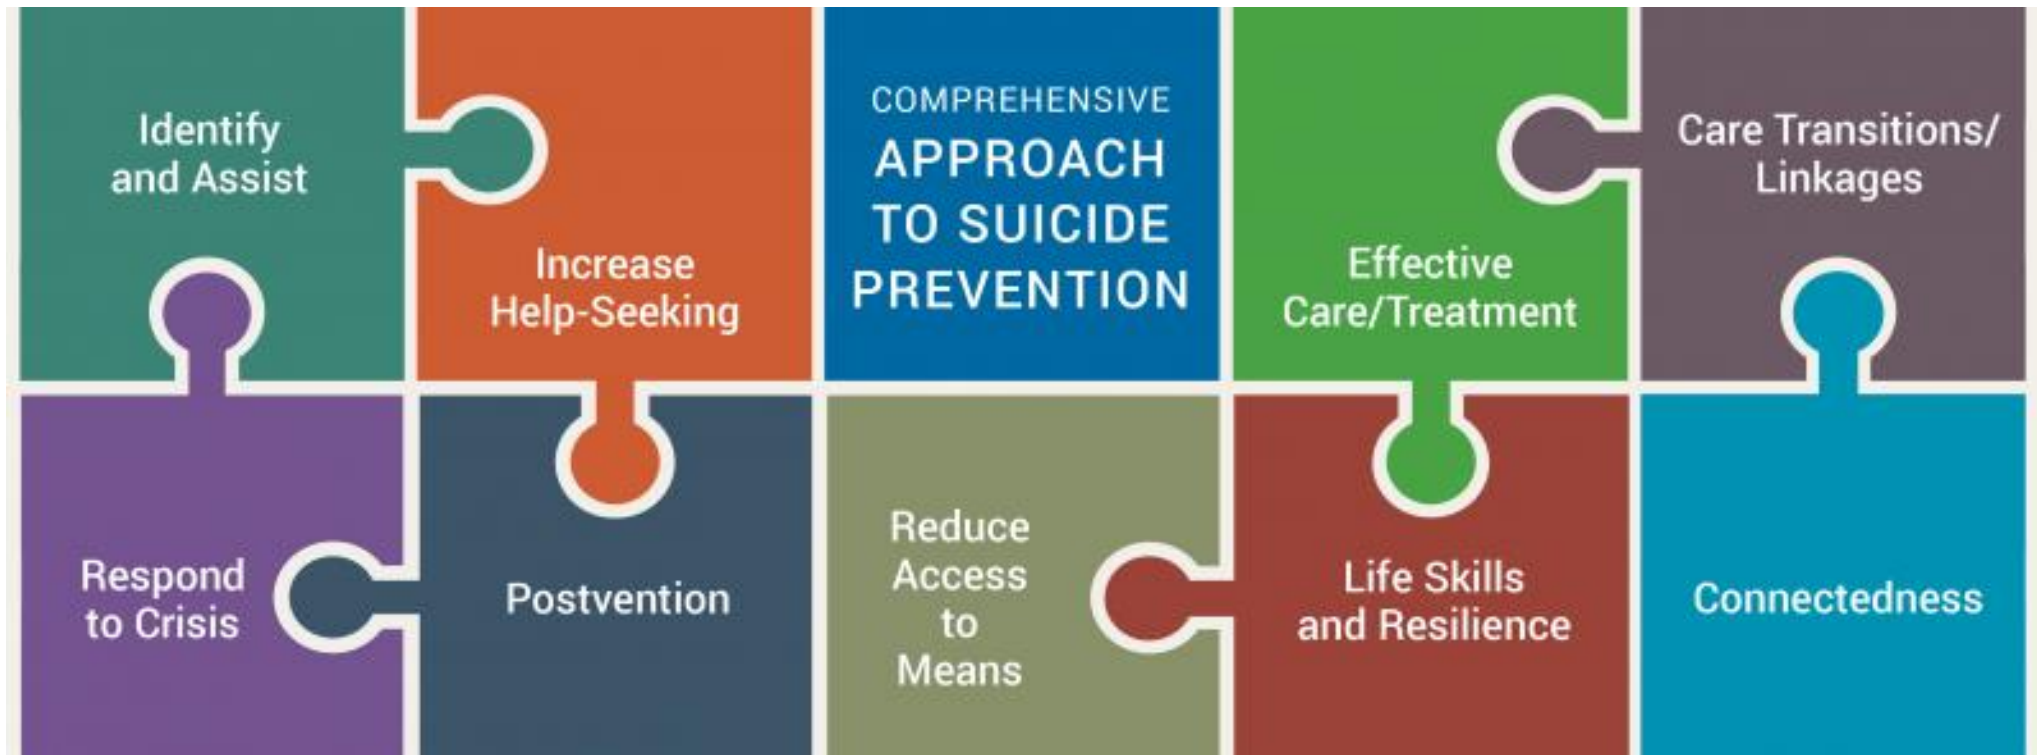 Identify
and Assist
Increase
Help-Seeking
COMPREHENSIVE
APPROACH
TO SUICIDE
PREVENTION
Effective
Care/Treatment
Care Transitions/
Linkages
Respond
to Crisis
Postvention
Reduce
Access
to
Means
Life Skills
and Resilience
Connectedness